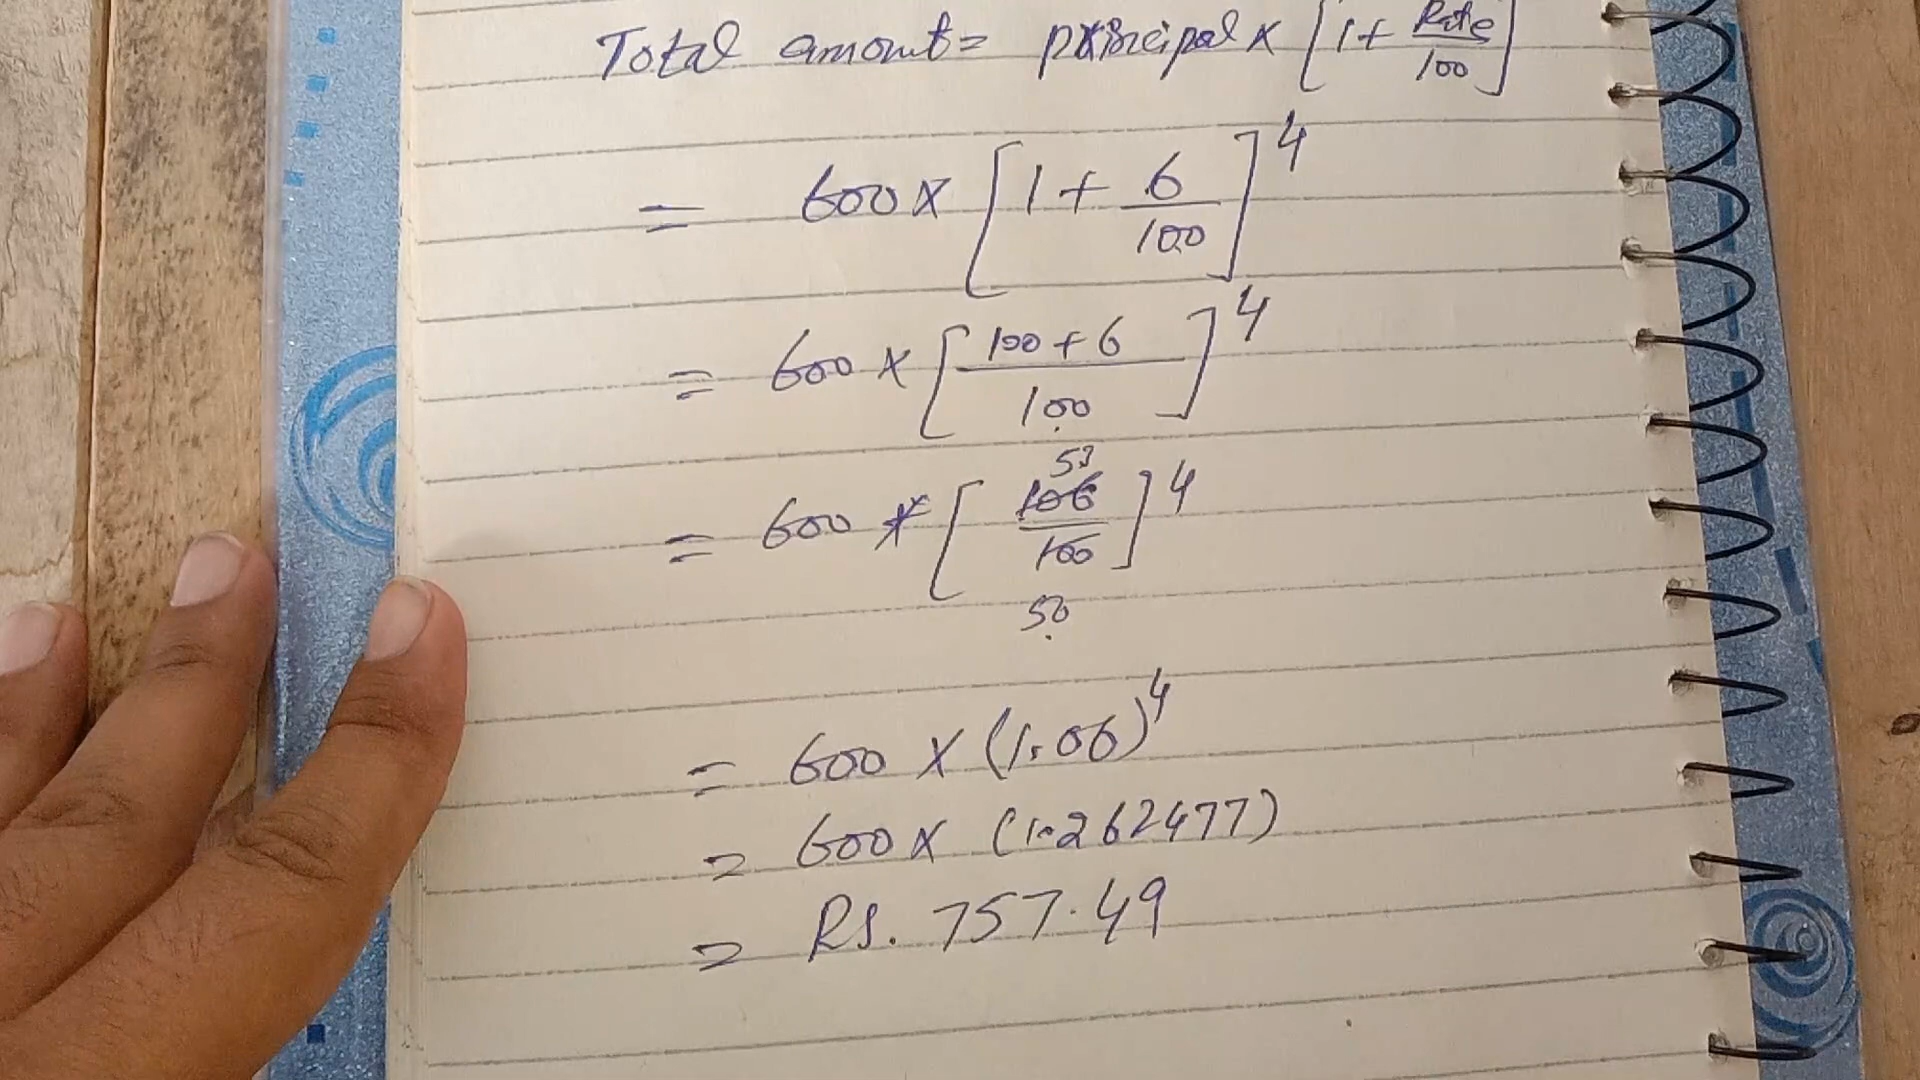 Total amount = principal × [1 + Rate/100]
= 600 × [1 + 6/100]^4
= 600 × [100 + 6/100]^4
53
= 600 × [106/100]^4
50
= 600 × (1.06)^4
= 600 × (1.262477)
= Rs. 757.49